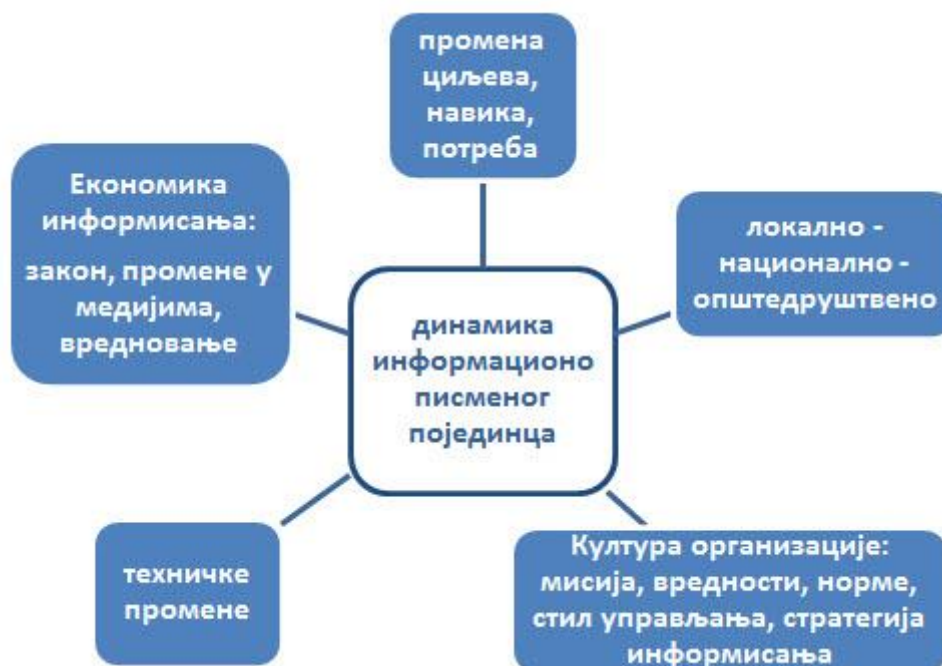 промена
циљева,
навика,
потреба
Економика
информисања:
закон, промене у
медијима,
вредновање
локално -
национално -
општедруштвено
динамика
информационо
писменог
појединца
техничке
промене
Култура организације:
мисија, вредности, норме,
стил управљања, стратегија
информисања